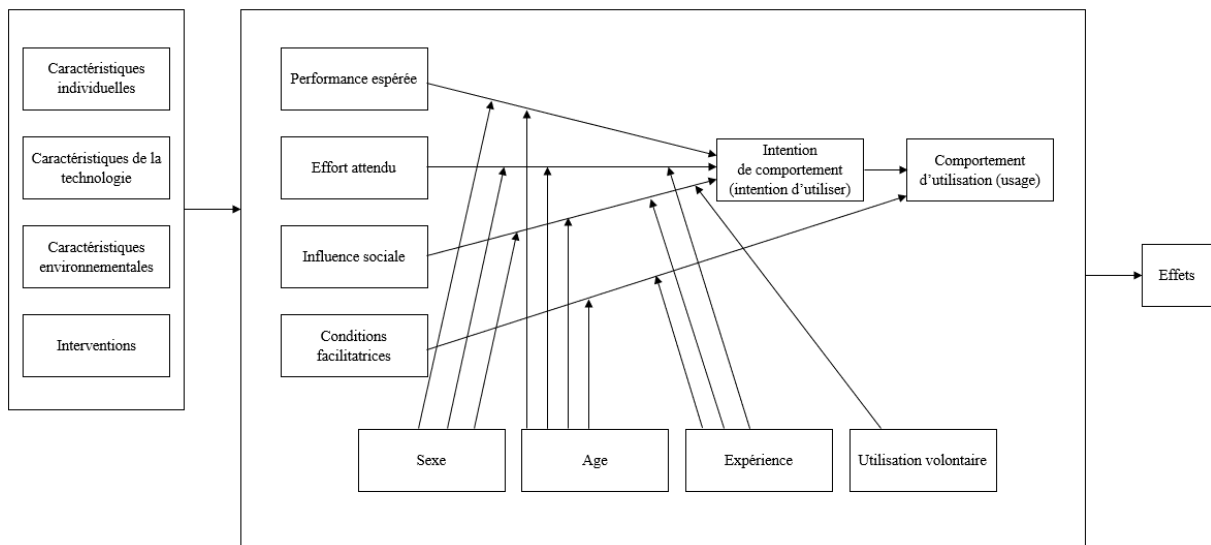 Caractéristiques
individuelles
Caractéristiques de la
technologie
Caractéristiques
environnementales
Interventions
Performance espérée
Effort attendu
Influence sociale
Conditions
facilitatrices
Intention
de comportement
(intention d'utiliser)
Comportement
d'utilisation (usage)
Sexe
Age
Expérience
Utilisation volontaire
Effets